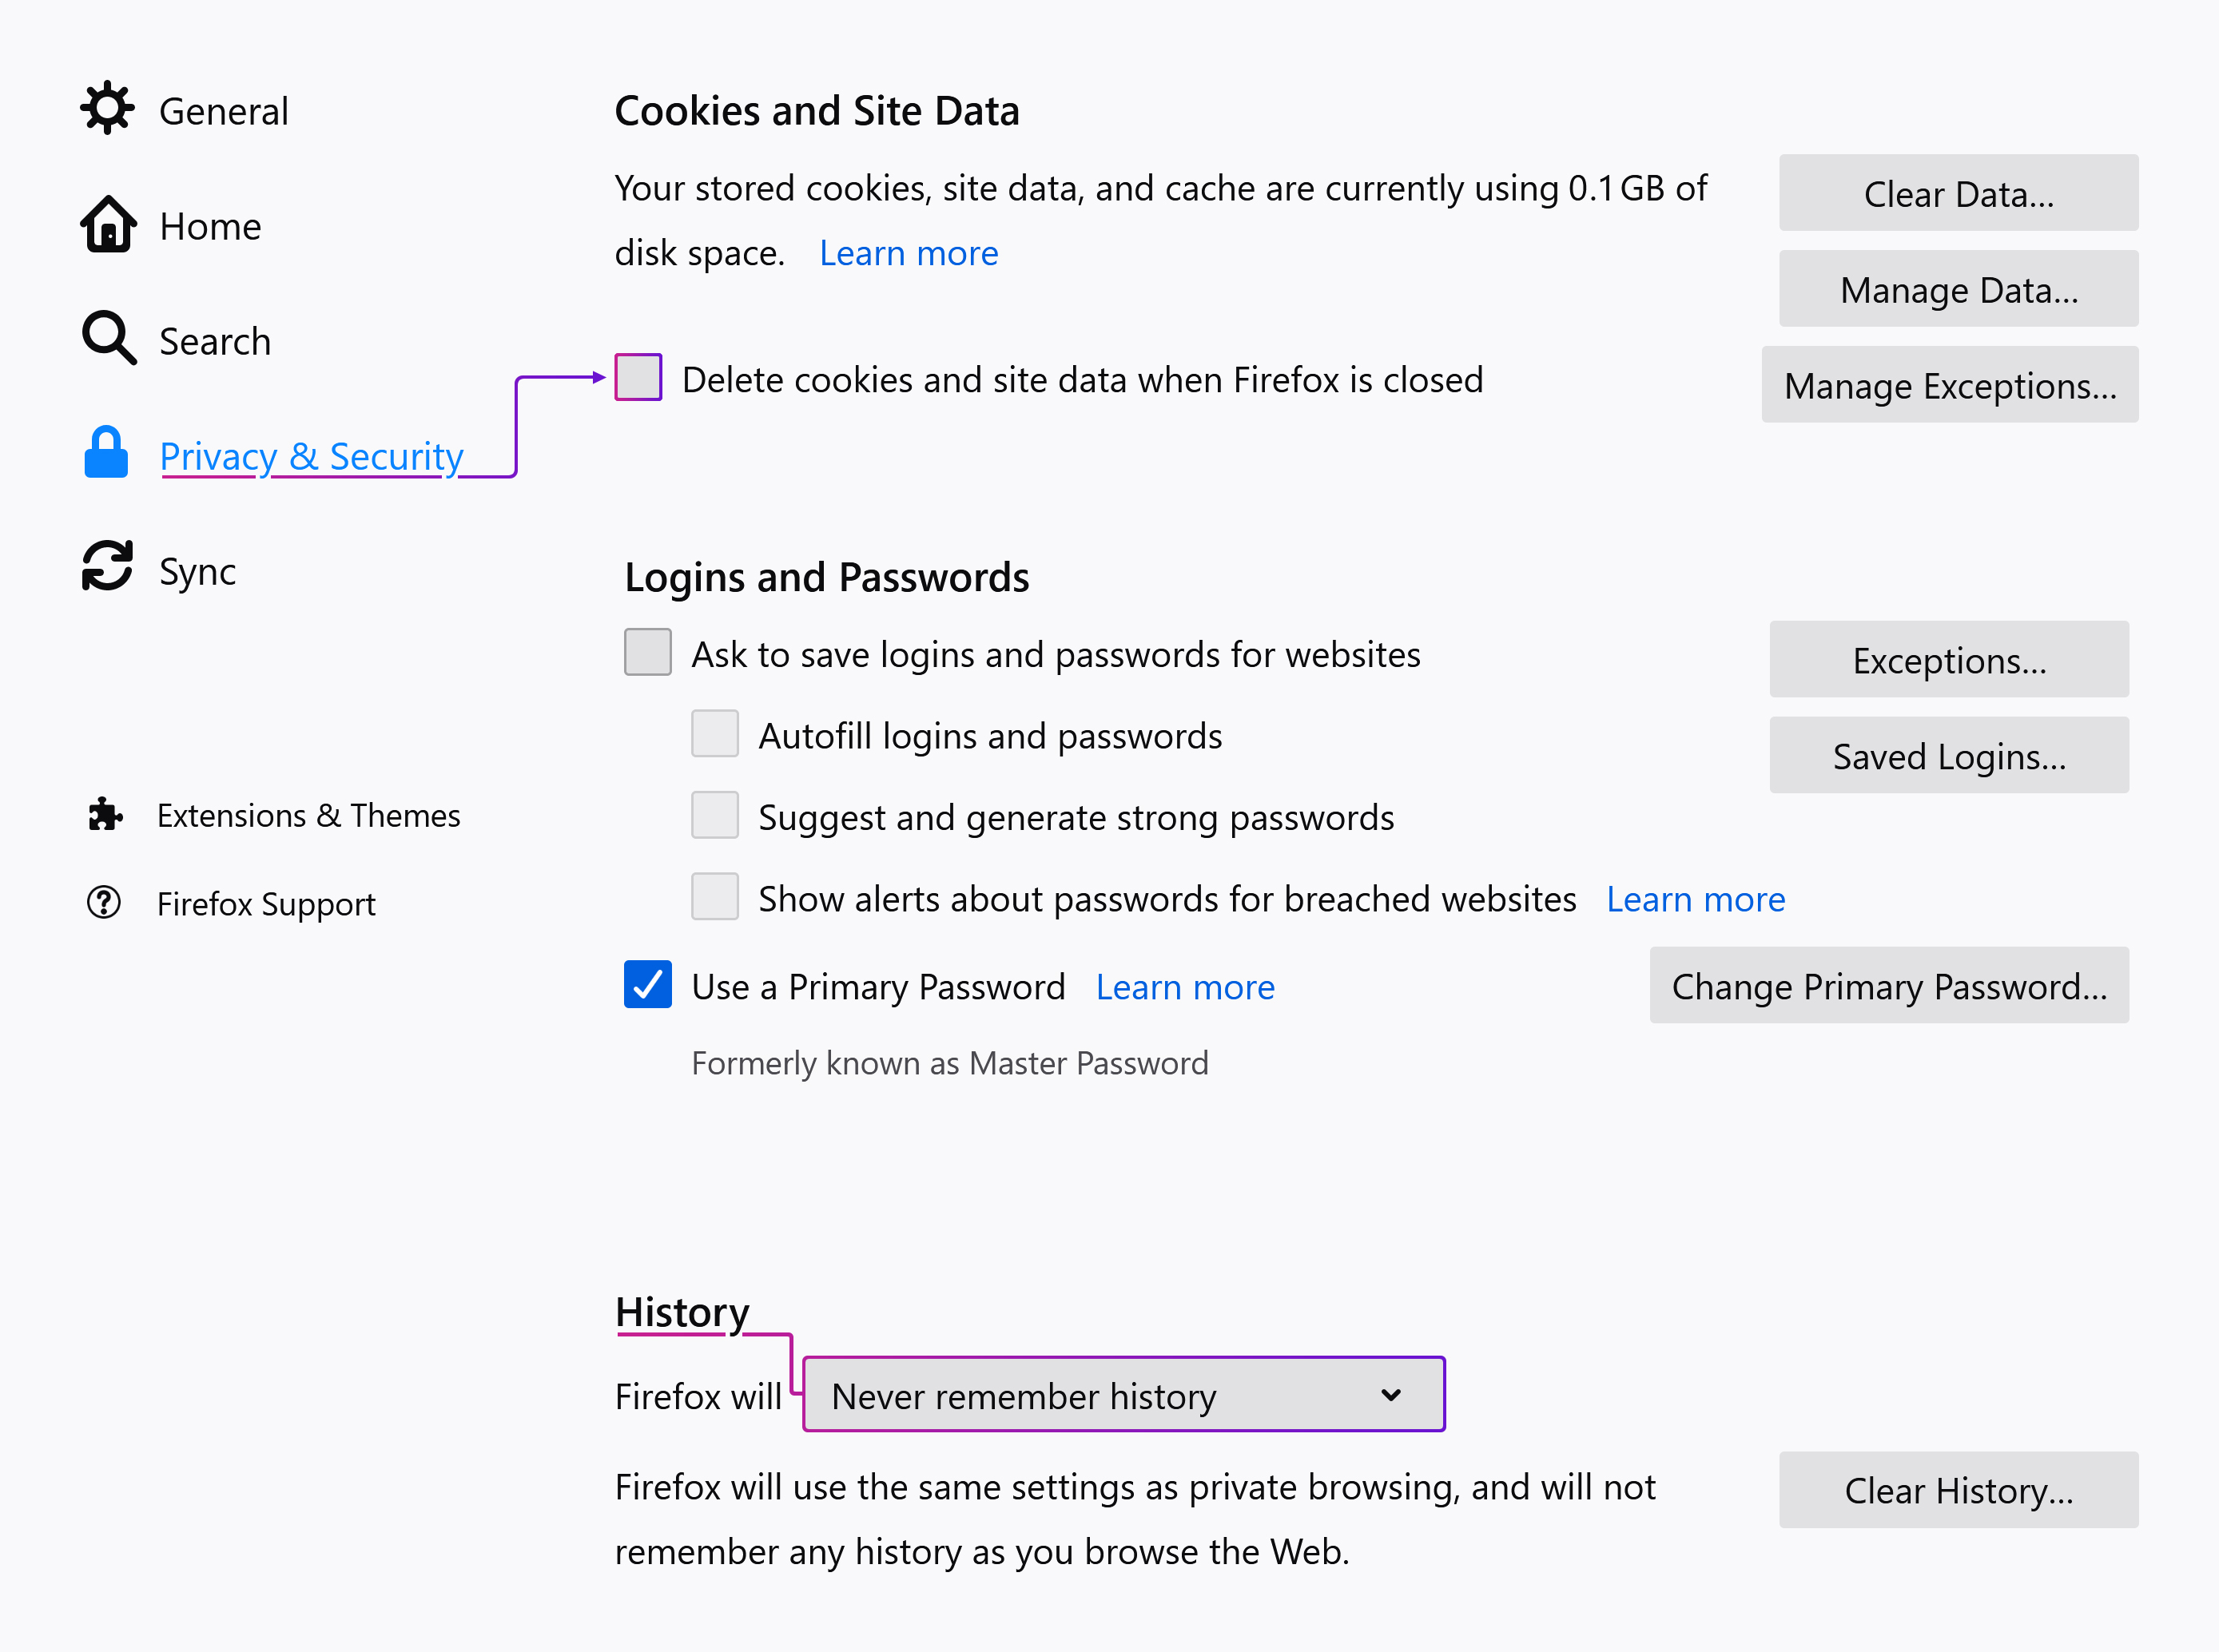 General
Home
Search
Privacy & Security
Sync
Extensions & Themes
Firefox Support
Cookies and Site Data
Your stored cookies, site data, and cache are currently using 0.1 GB of
disk space. Learn more
Clear Data...
Manage Data...
Delete cookies and site data when Firefox is closed
Manage Exceptions...
Logins and Passwords
Ask to save logins and passwords for websites
Exceptions...
Autofill logins and passwords
Saved Logins...
Suggest and generate strong passwords
Show alerts about passwords for breached websites Learn more
Use a Primary Password Learn more
Change Primary Password...
Formerly known as Master Password
History
Firefox will Never remember history
Firefox will use the same settings as private browsing, and will not
remember any history as you browse the Web.
Clear History...